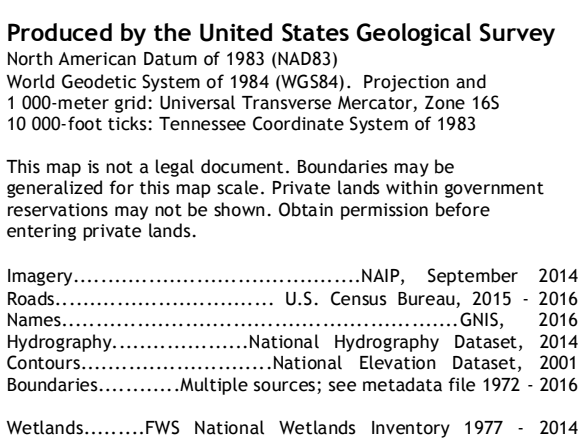 Produced by the United States Geological Survey
North American Datum of 1983 (NAD83)
World Geodetic System of 1984 (WGS84). Projection and
1 000-meter grid: Universal Transverse Mercator, Zone 16S
10 000-foot ticks: Tennessee Coordinate System of 1983
This map is not a legal document. Boundaries may be
generalized for this map scale. Private lands within government
reservations may not be shown. Obtain permission before
entering private lands.
Imagery..........................................NAIP, September 2014
Roads.............................. U.S. Census Bureau, 2015 - 2016
Names......................................................GNIS, 2016
Hydrography....................National Hydrography Dataset, 2014
Contours............................National Elevation Dataset, 2001
Boundaries............Multiple sources; see metadata file 1972 - 2016
Wetlands.........FWS National Wetlands Inventory 1977 - 2014